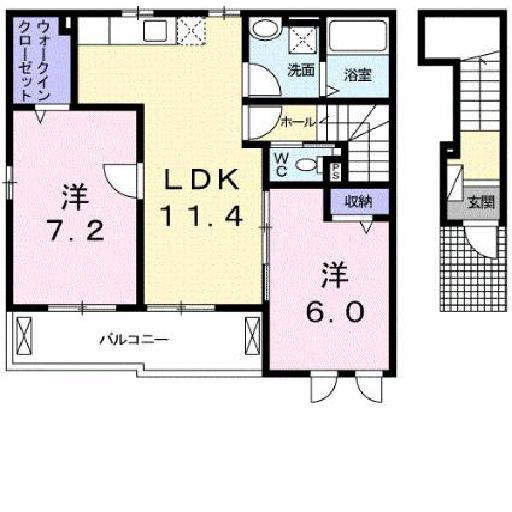 ウォークイン
クローゼット
洗面
浴室
ホール
WC
PS
LDK
11.4
洋
7.2
収納
玄関
洋
6.0
バルコニー